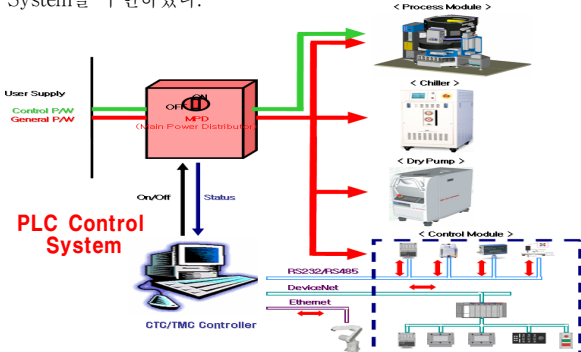 System을 구현하였다.
< Process Module >
User Supply
Control P/W
General P/W
ON
OFF
MPD
(Main Power Distributor)
< Chiller >
< Dry Pump >
On/Off
Status
PLC Control
System
< Control Module >
RS232/RS485
DeviceNet
Ethernet
CTC/TMC Controller